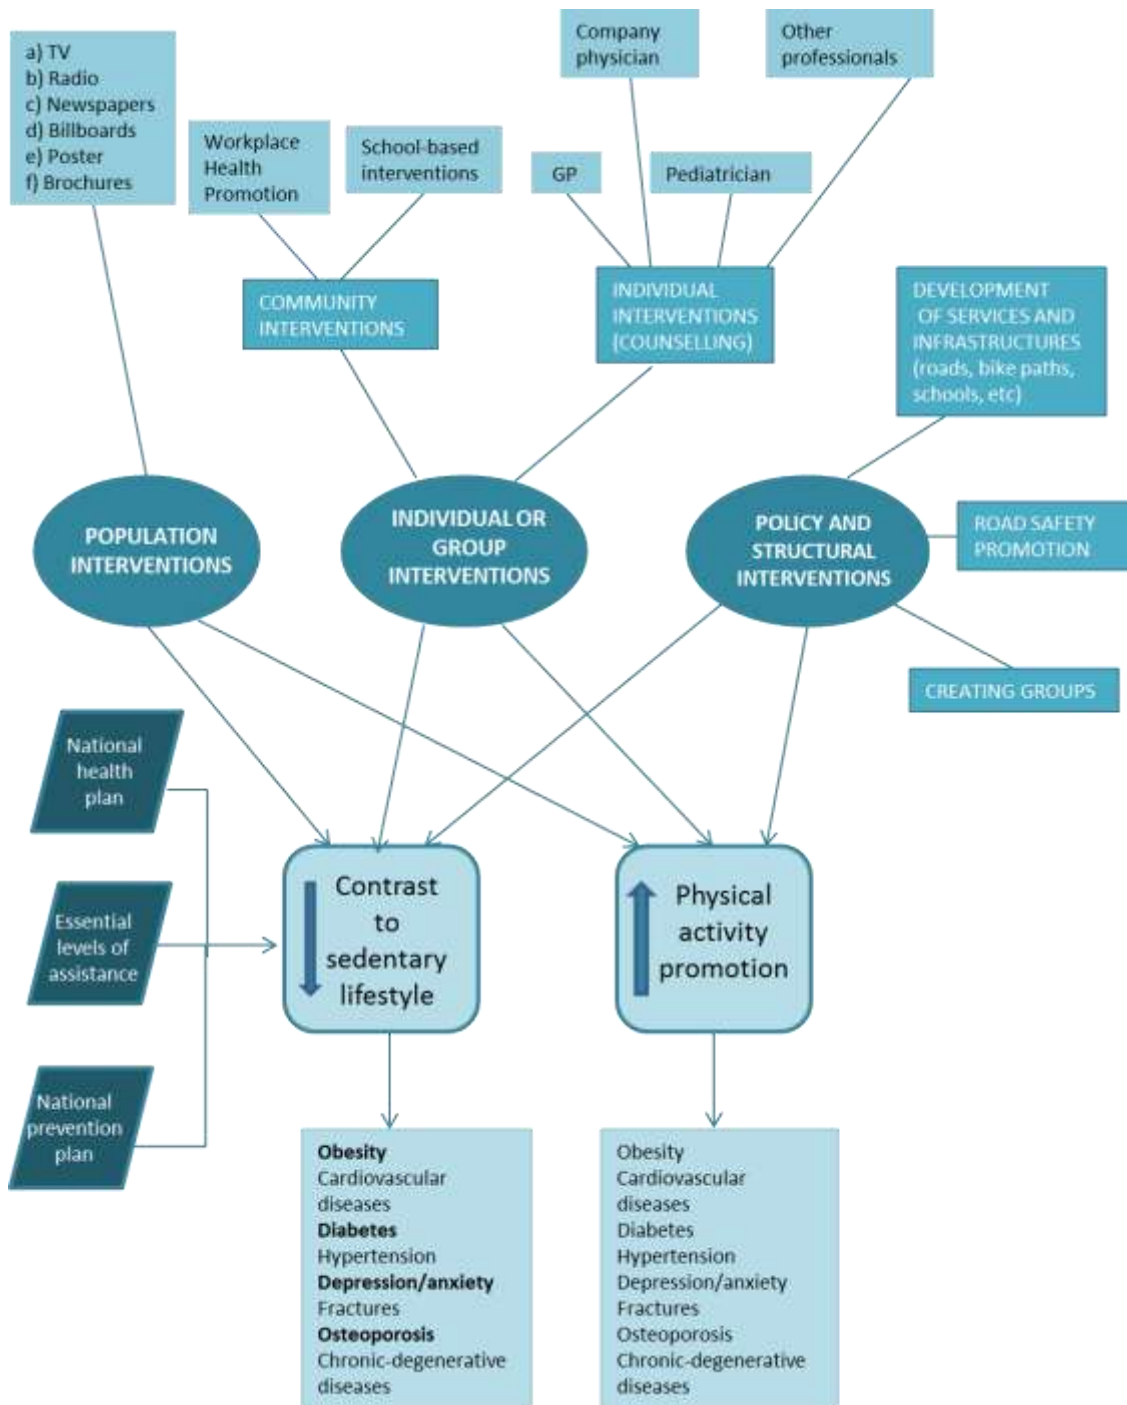 a) TV
b) Radio
c) Newspapers
d) Billboards
e) Poster
f) Brochures
Workplace
Health
Promotion
School-based
interventions
Company
physician
Other
professionals
GP
Pediatrician
COMMUNITY
INTERVENTIONS
INDIVIDUAL
INTERVENTIONS
(COUNSELLING)
DEVELOPMENT
OF SERVICES AND
INFRASTRUCTURES
(roads, bike paths,
schools, etc)
POPULATION
INTERVENTIONS
INDIVIDUAL OR
GROUP
INTERVENTIONS
POLICY AND
STRUCTURAL
INTERVENTIONS
ROAD SAFETY
PROMOTION
CREATING GROUPS
National
health
plan
Essential
levels of
assistance
National
prevention
plan
Contrast
to
sedentary
lifestyle
Physical
activity
promotion
Obesity
Cardiovascular
diseases
Diabetes
Hypertension
Depression/anxiety
Fractures
Osteoporosis
Chronic-degenerative
diseases
Obesity
Cardiovascular
diseases
Diabetes
Hypertension
Depression/anxiety
Fractures
Osteoporosis
Chronic-degenerative
diseases